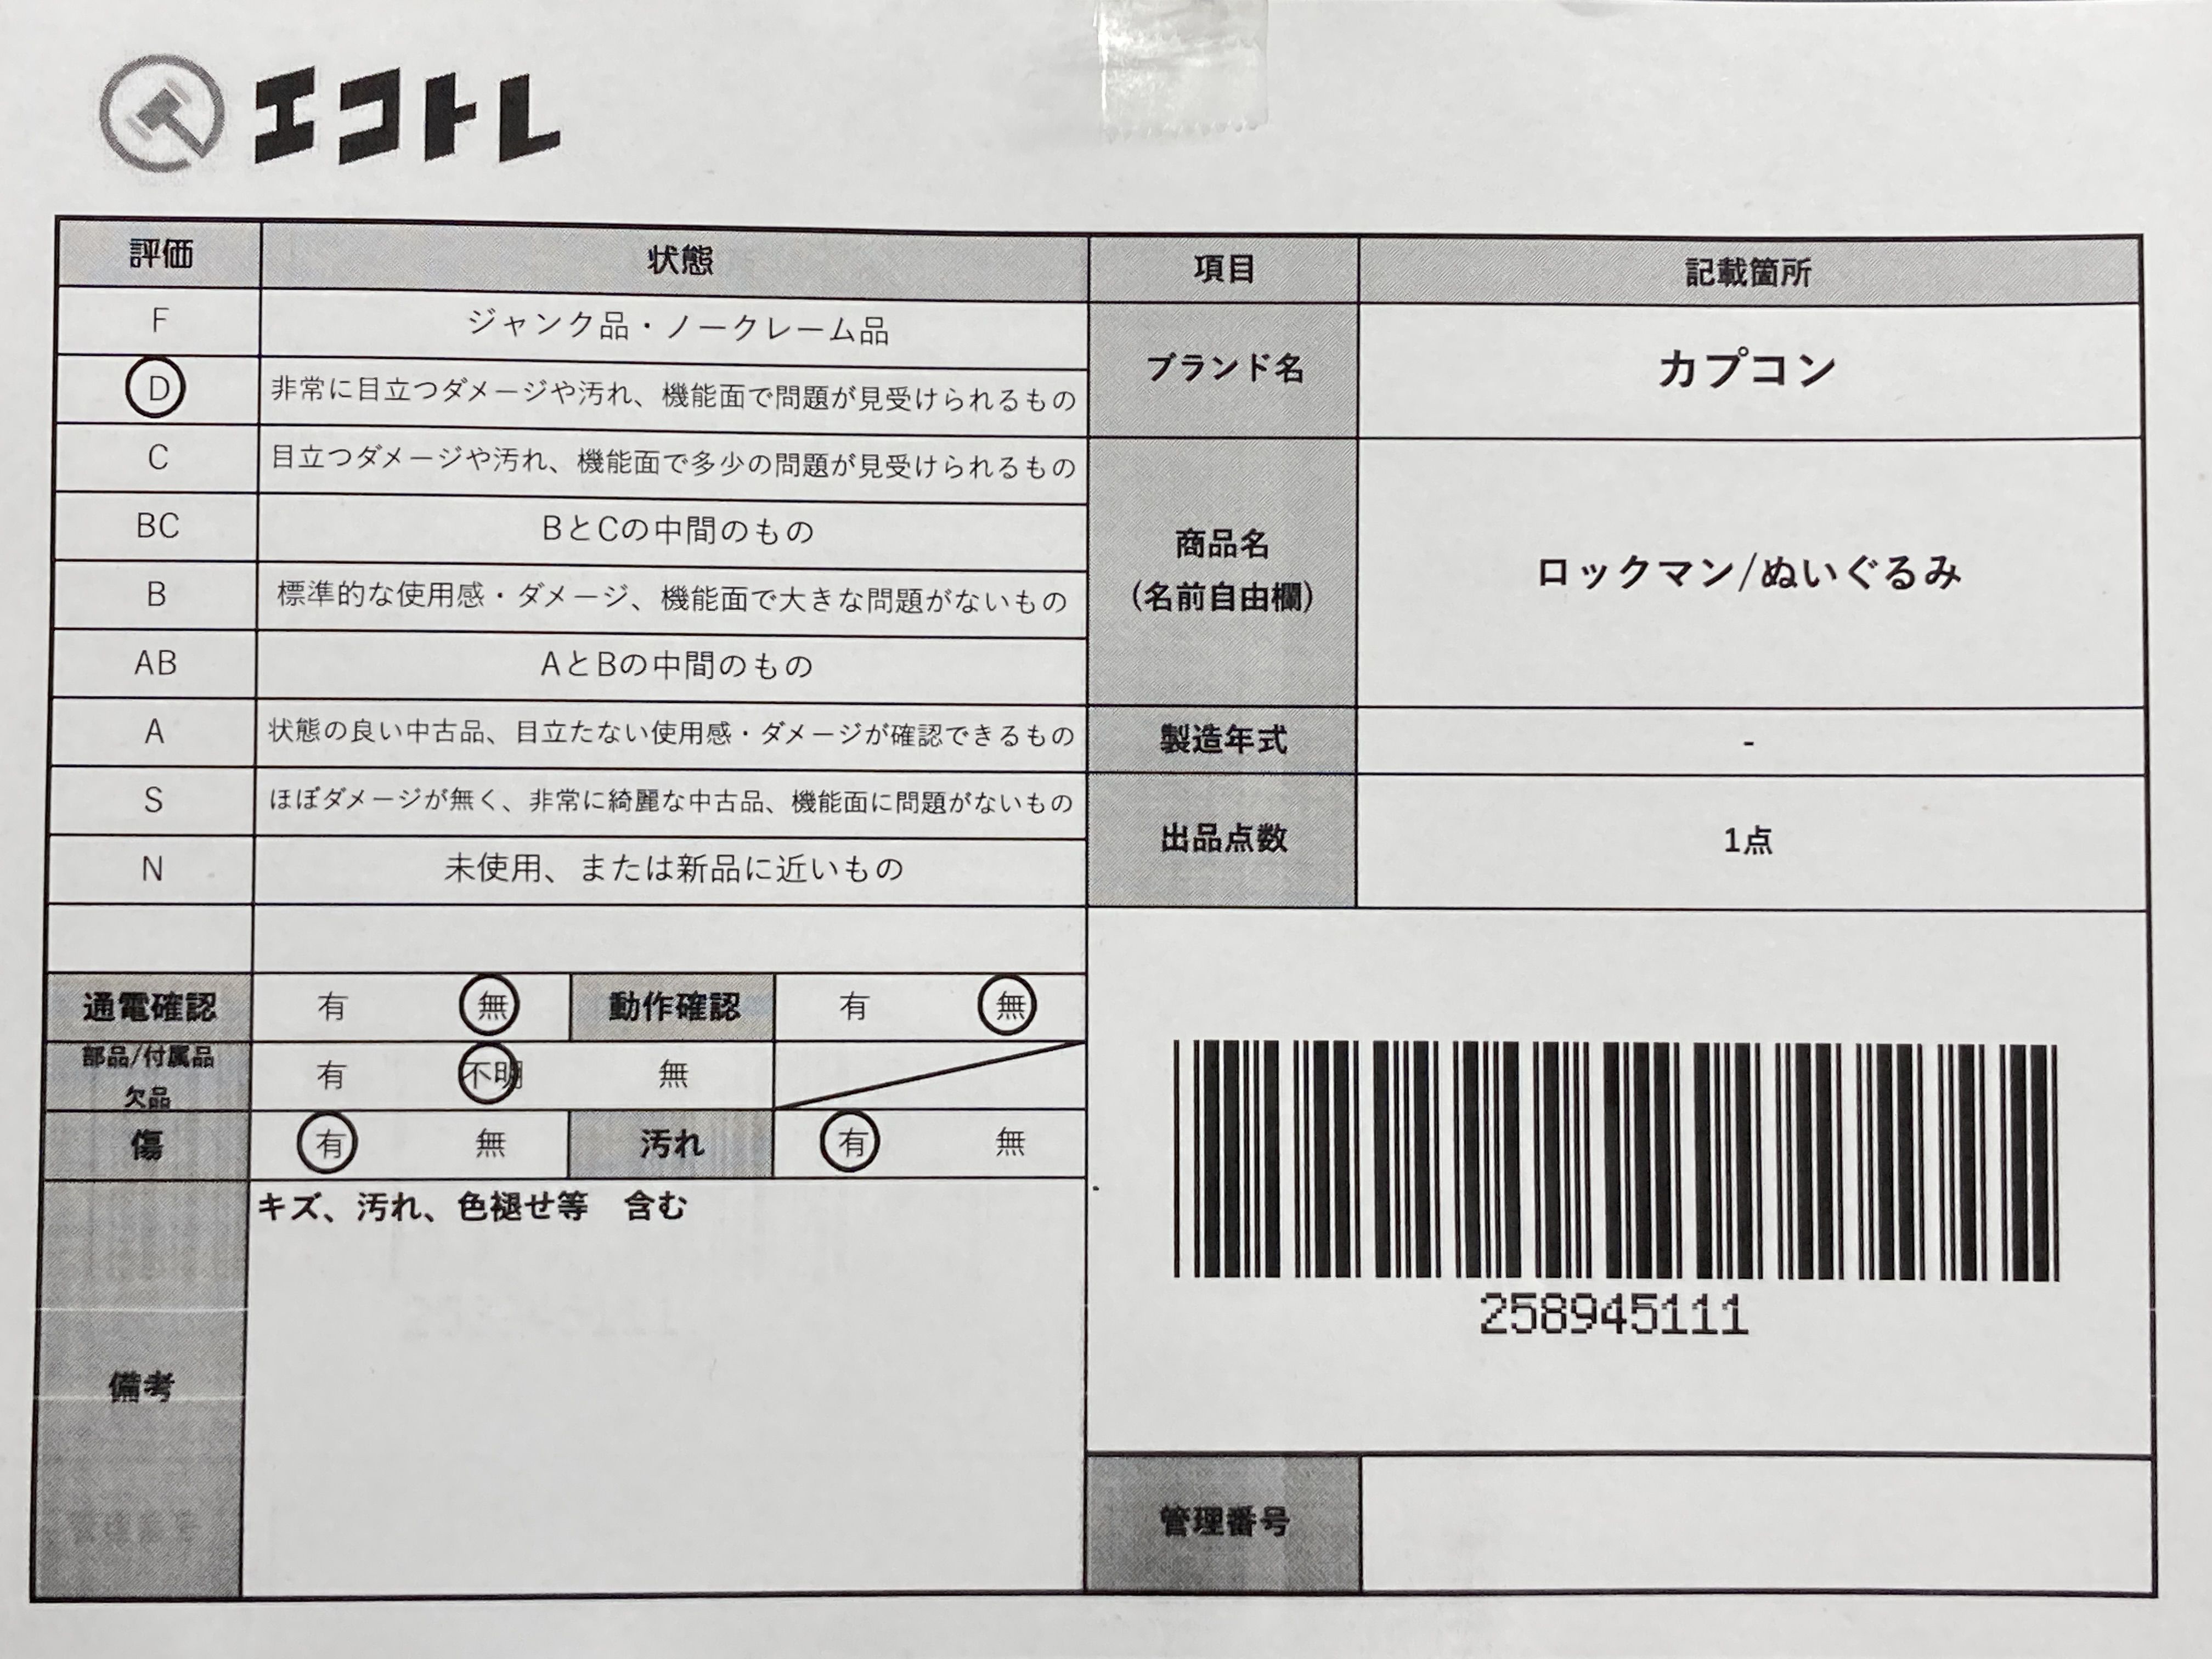 エコトレ
評価 状態 項目 記載箇所
F ジャンク品・ノークレーム品
D 非常に目立つダメージや汚れ、機能面で問題が見受けられるもの
C 目立つダメージや汚れ、機能面で多少の問題が見受けられるもの
BC BとCの中間のもの
B 標準的な使用感・ダメージ、機能面で大きな問題がないもの
AB AとBの中間のもの
A 状態の良い中古品、目立たない使用感・ダメージが確認できるもの
S ほぼダメージが無く、非常に綺麗な中古品、機能面に問題がないもの
N 未使用、または新品に近いもの
ブランド名 カプコン
商品名
(名前自由欄) ロックマン/ぬいぐるみ
製造年式 -
出品点数 1点
通電確認 有 無 動作確認 有 無
部品/付属品
欠品 有 不明 無
傷 有 無 汚れ 有 無
備考 キズ、汚れ、色褪せ等 含む
258945111
管理番号